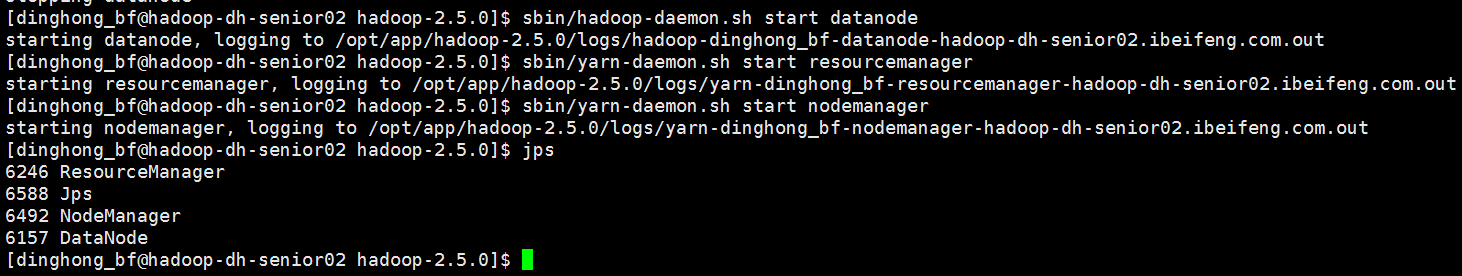 [dinghong_bf@hadoop-dh-senior02 hadoop-2.5.0]$ sbin/hadoop-daemon.sh start datanode
starting datanode, logging to /opt/app/hadoop-2.5.0/logs/hadoop-dinghong_bf-datanode-hadoop-dh-senior02.ibeifeng.com.out
[dinghong_bf@hadoop-dh-senior02 hadoop-2.5.0]$ sbin/yarn-daemon.sh start resourcemanager
starting resourcemanager, logging to /opt/app/hadoop-2.5.0/logs/yarn-dinghong_bf-resourcemanager-hadoop-dh-senior02.ibeifeng.com.out
[dinghong_bf@hadoop-dh-senior02 hadoop-2.5.0]$ sbin/yarn-daemon.sh start nodemanager
starting nodemanager, logging to /opt/app/hadoop-2.5.0/logs/yarn-dinghong_bf-nodemanager-hadoop-dh-senior02.ibeifeng.com.out
[dinghong_bf@hadoop-dh-senior02 hadoop-2.5.0]$ jps
6246 ResourceManager
6588 Jps
6492 NodeManager
6157 DataNode
[dinghong_bf@hadoop-dh-senior02 hadoop-2.5.0]$